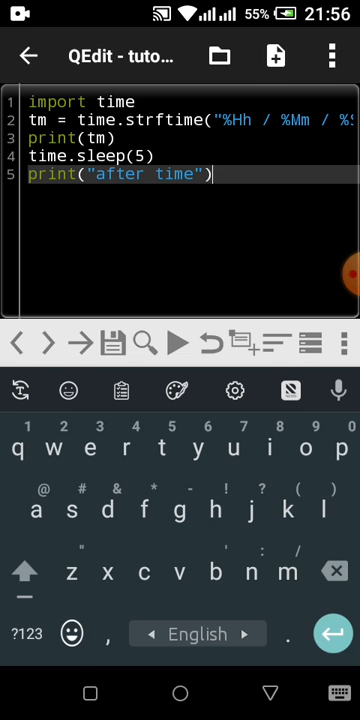 55% 21:56
QEdit - tuto...
1 import time
2 tm = time.strftime("%Hh / %Mm / %S
3 print(tm)
4 time.sleep(5)
5 print("after time")
1 2 3 4 5 6 7 8 9 0
q w e r t y u i o p
@ # & * - ! ? ( )
a s d f g h j k l
" ' : /
z x c v b n m
?123 , English .